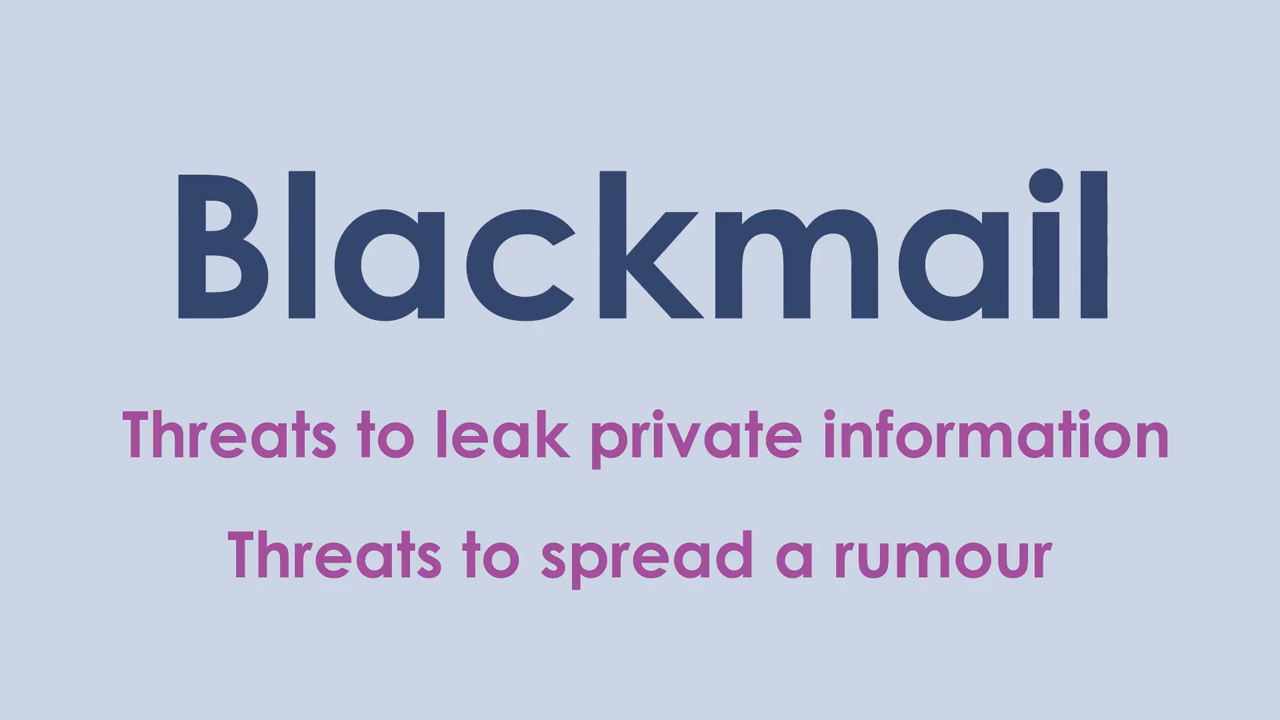 Blackmail
Threats to leak private information
Threats to spread a rumour